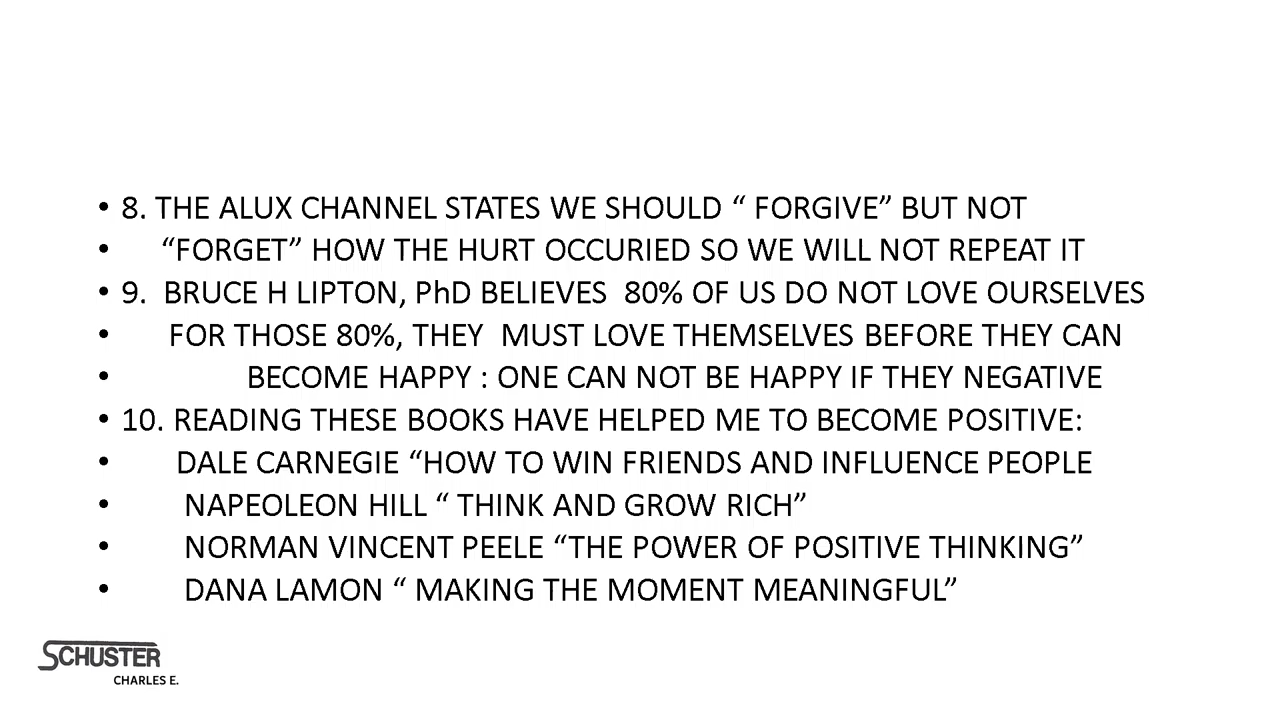 • 8. THE ALUX CHANNEL STATES WE SHOULD “ FORGIVE” BUT NOT
• “FORGET” HOW THE HURT OCCURIED SO WE WILL NOT REPEAT IT
• 9. BRUCE H LIPTON, PhD BELIEVES 80% OF US DO NOT LOVE OURSELVES
• FOR THOSE 80%, THEY MUST LOVE THEMSELVES BEFORE THEY CAN
• BECOME HAPPY : ONE CAN NOT BE HAPPY IF THEY NEGATIVE
• 10. READING THESE BOOKS HAVE HELPED ME TO BECOME POSITIVE:
• DALE CARNEGIE “HOW TO WIN FRIENDS AND INFLUENCE PEOPLE
• NAPEOLEON HILL “ THINK AND GROW RICH”
• NORMAN VINCENT PEELE “THE POWER OF POSITIVE THINKING”
• DANA LAMON “ MAKING THE MOMENT MEANINGFUL”
SCHUSTER
CHARLES E.